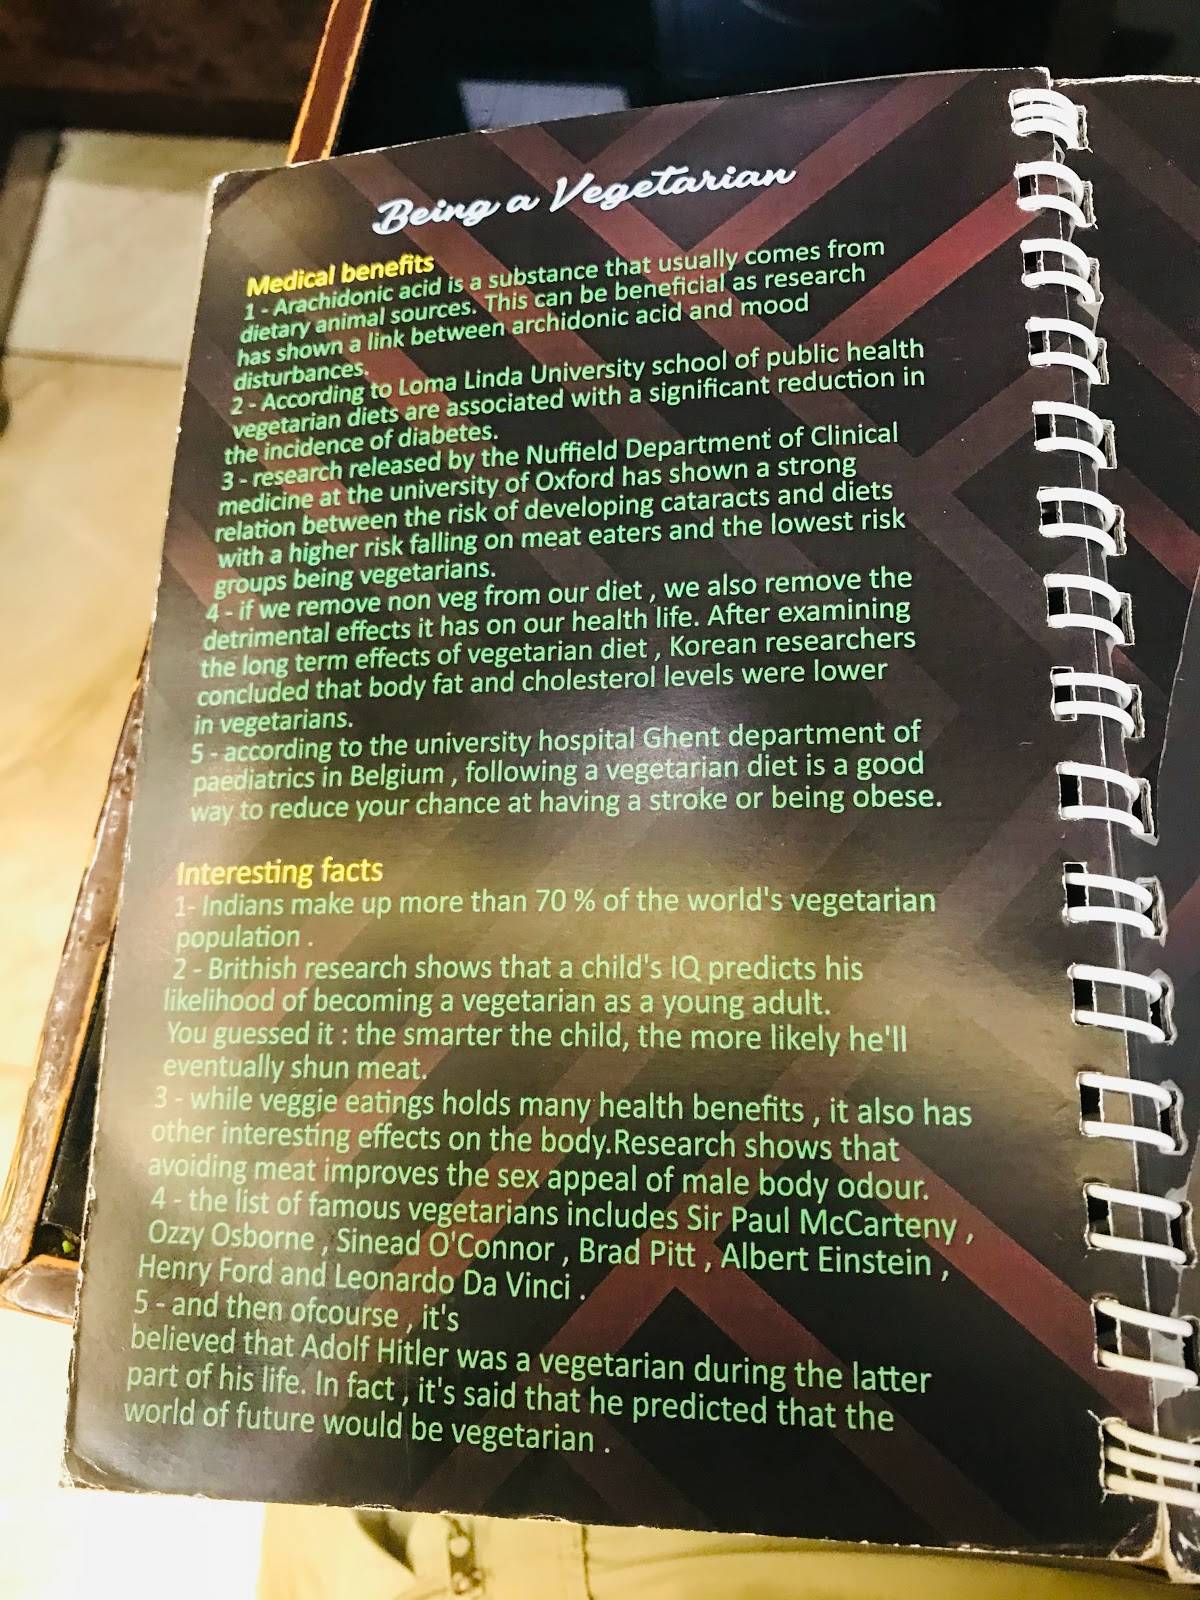 Being a Vegetarian
Medical benefits
1 - Arachidonic acid is a substance that usually comes from
dietary animal sources. This can be beneficial as research
has shown a link between archidonic acid and mood
disturbances.
2 - According to Loma Linda University school of public health
vegetarian diets are associated with a significant reduction in
the incidence of diabetes.
3 - research released by the Nuffield Department of Clinical
medicine at the university of Oxford has shown a strong
relation between the risk of developing cataracts and diets
with a higher risk falling on meat eaters and the lowest risk
groups being vegetarians.
4 - if we remove non veg from our diet , we also remove the
detrimental effects it has on our health life. After examining
the long term effects of vegetarian diet , Korean researchers
concluded that body fat and cholesterol levels were lower
in vegetarians.
5 - according to the university hospital Ghent department of
paediatrics in Belgium , following a vegetarian diet is a good
way to reduce your chance at having a stroke or being obese.
Interesting facts
1- Indians make up more than 70 % of the world's vegetarian
population .
2 - Brithish research shows that a child's IQ predicts his
likelihood of becoming a vegetarian as a young adult.
You guessed it : the smarter the child, the more likely he'll
eventually shun meat.
3 - while veggie eatings holds many health benefits , it also has
other interesting effects on the body.Research shows that
avoiding meat improves the sex appeal of male body odour.
4 - the list of famous vegetarians includes Sir Paul McCarteny ,
Ozzy Osborne , Sinead O'Connor , Brad Pitt , Albert Einstein ,
Henry Ford and Leonardo Da Vinci .
5 - and then ofcourse , it's
believed that Adolf Hitler was a vegetarian during the latter
part of his life. In fact , it's said that he predicted that the
world of future would be vegetarian .